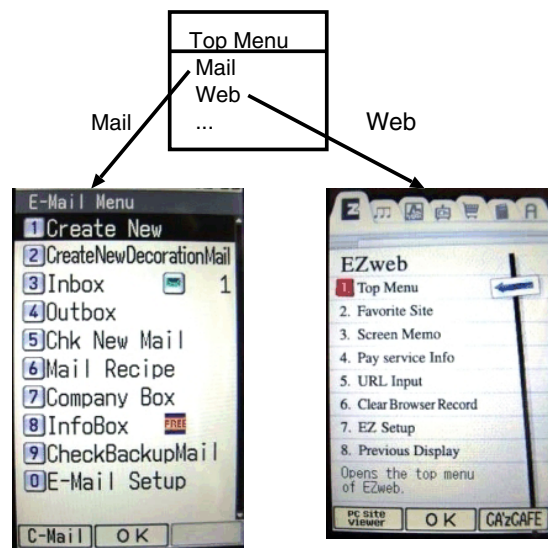 Top Menu
Mail
Web
...
Mail
Web
E-Mail Menu
1 Create New
2 CreateNewDecorationMail
3 Inbox 1
4 Outbox
5 Chk New Mail
6 Mail Recipe
7 Company Box
8 InfoBox FREE
9 CheckBackupMail
0 E-Mail Setup
C-Mail OK
EZweb
1. Top Menu
2. Favorite Site
3. Screen Memo
4. Pay service Info
5. URL Input
6. Clear Browser Record
7. EZ Setup
8. Previous Display
Opens the top menu
of EZweb.
PC site
viewer OK CA'zCAFE